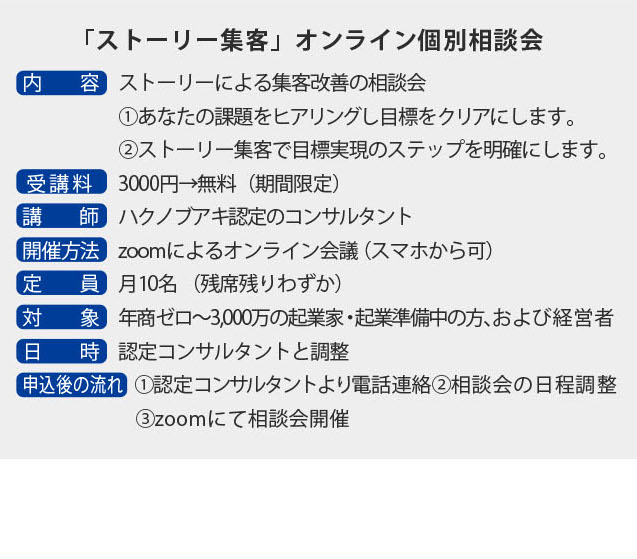 「ストーリー集客」オンライン個別相談会
内容 ストーリーによる集客改善の相談会
①あなたの課題をヒアリングし目標をクリアにします。
②ストーリー集客で目標実現のステップを明確にします。
受講料 3000円→無料（期間限定）
講師 ハクノブアキ認定のコンサルタント
開催方法 zoomによるオンライン会議（スマホから可）
定員 月10名（残席残りわずか）
対象 年商ゼロ〜3,000万の起業家・起業準備中の方、および経営者
日時 認定コンサルタントと調整
申込後の流れ ①認定コンサルタントより電話連絡②相談会の日程調整
③zoomにて相談会開催